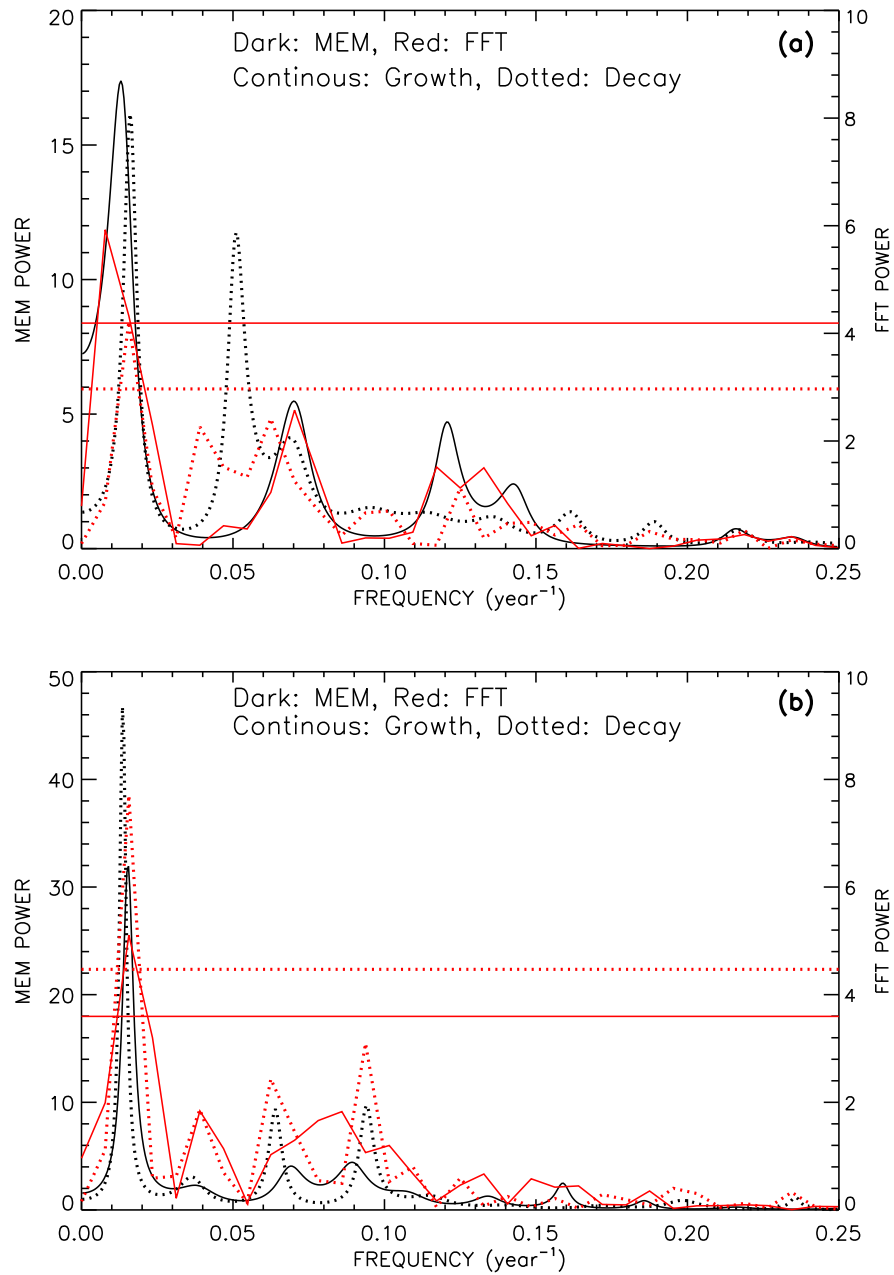 20
10
Dark: MEM, Red: FFT
(a)
Continous: Growth, Dotted: Decay
8
15
6
MEM POWER
10
FFT POWER
4
5
2
0
0
0.00
0.05
0.10
0.15
0.20
0.25
FREQUENCY (year⁻¹)
50
10
Dark: MEM, Red: FFT
(b)
Continous: Growth, Dotted: Decay
40
8
30
6
MEM POWER
FFT POWER
20
4
10
2
0
0
0.00
0.05
0.10
0.15
0.20
0.25
FREQUENCY (year⁻¹)